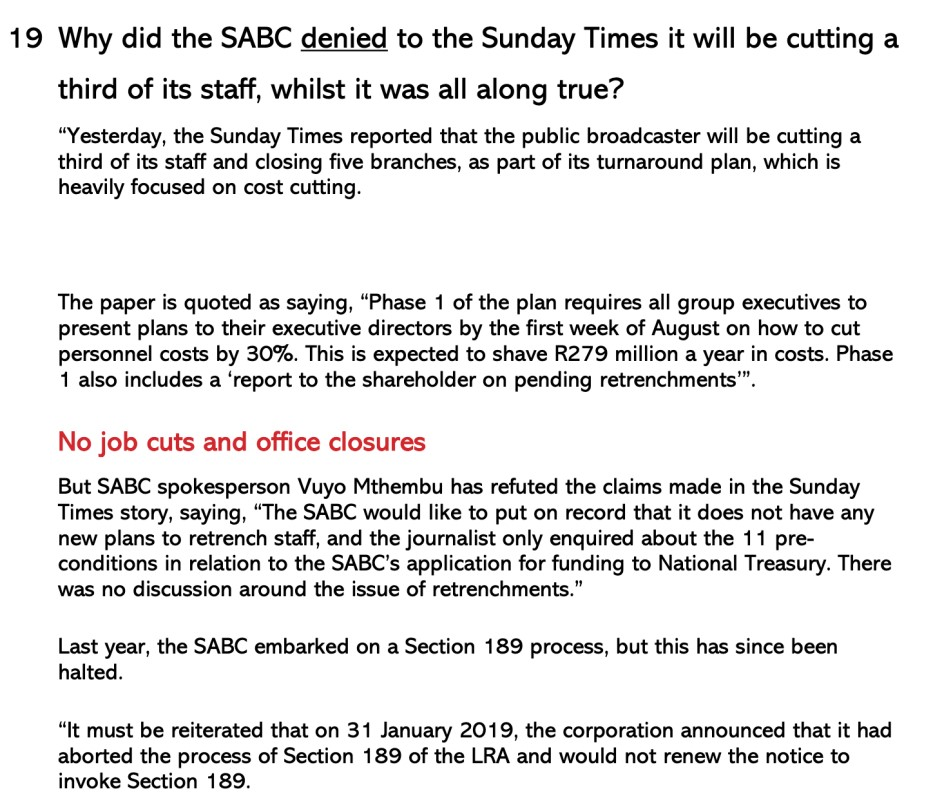 19 Why did the SABC denied to the Sunday Times it will be cutting a
third of its staff, whilst it was all along true?
“Yesterday, the Sunday Times reported that the public broadcaster will be cutting a
third of its staff and closing five branches, as part of its turnaround plan, which is
heavily focused on cost cutting.
The paper is quoted as saying, “Phase 1 of the plan requires all group executives to
present plans to their executive directors by the first week of August on how to cut
personnel costs by 30%. This is expected to shave R279 million a year in costs. Phase
1 also includes a ‘report to the shareholder on pending retrenchments’”.
No job cuts and office closures
But SABC spokesperson Vuyo Mthembu has refuted the claims made in the Sunday
Times story, saying, “The SABC would like to put on record that it does not have any
new plans to retrench staff, and the journalist only enquired about the 11 pre-
conditions in relation to the SABC’s application for funding to National Treasury. There
was no discussion around the issue of retrenchments.”
Last year, the SABC embarked on a Section 189 process, but this has since been
halted.
“It must be reiterated that on 31 January 2019, the corporation announced that it had
aborted the process of Section 189 of the LRA and would not renew the notice to
invoke Section 189.